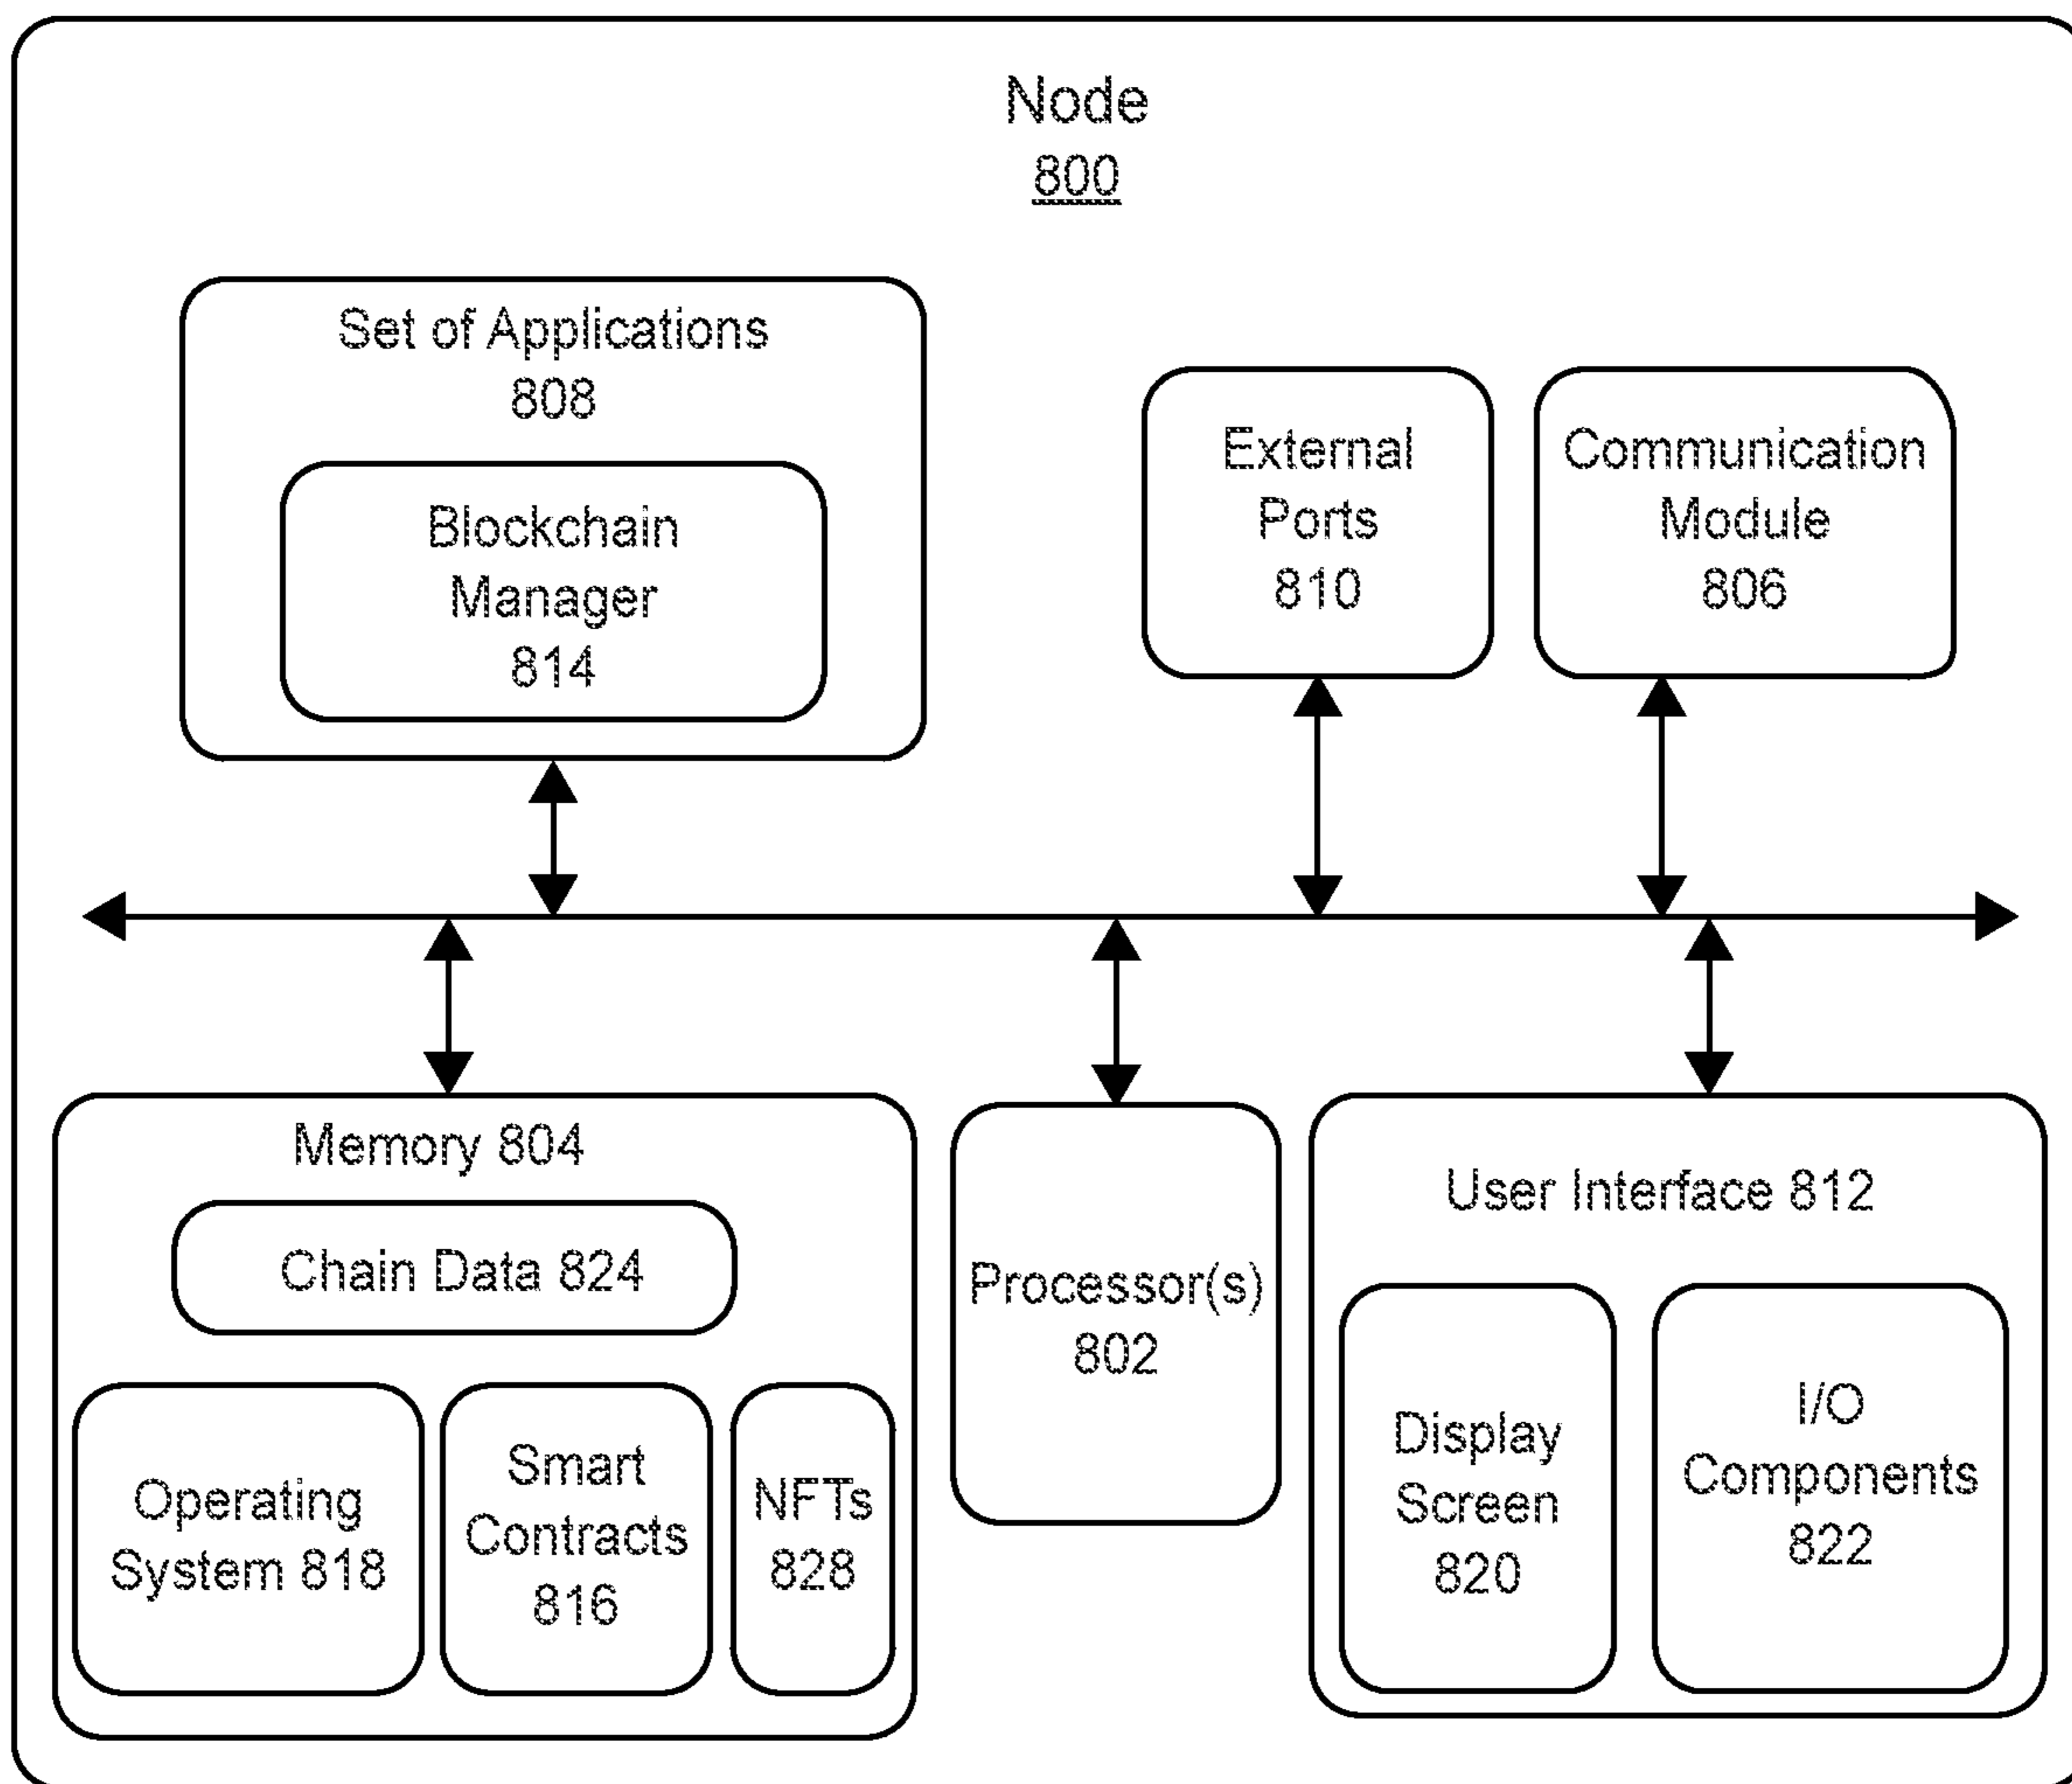 Node
800
Set of Applications
808
Blockchain
Manager
814
External
Ports
810
Communication
Module
806
Memory 804
Chain Data 824
Operating
System 818
Smart
Contracts
816
NFTs
828
Processor(s)
802
User Interface 812
Display
Screen
820
I/O
Components
822